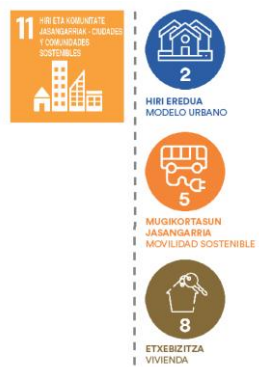 11 HIRI ETA KOMUNITATE
JASANGARRIAK - CIUDADES
Y COMUNIDADES
SOSTENIBLES
2
HIRI EREDUA
MODELO URBANO
5
MUGIKORTASUN
JASANGARRIA
MOVILIDAD SOSTENIBLE
8
ETXEBIZITZA
VIVIENDA